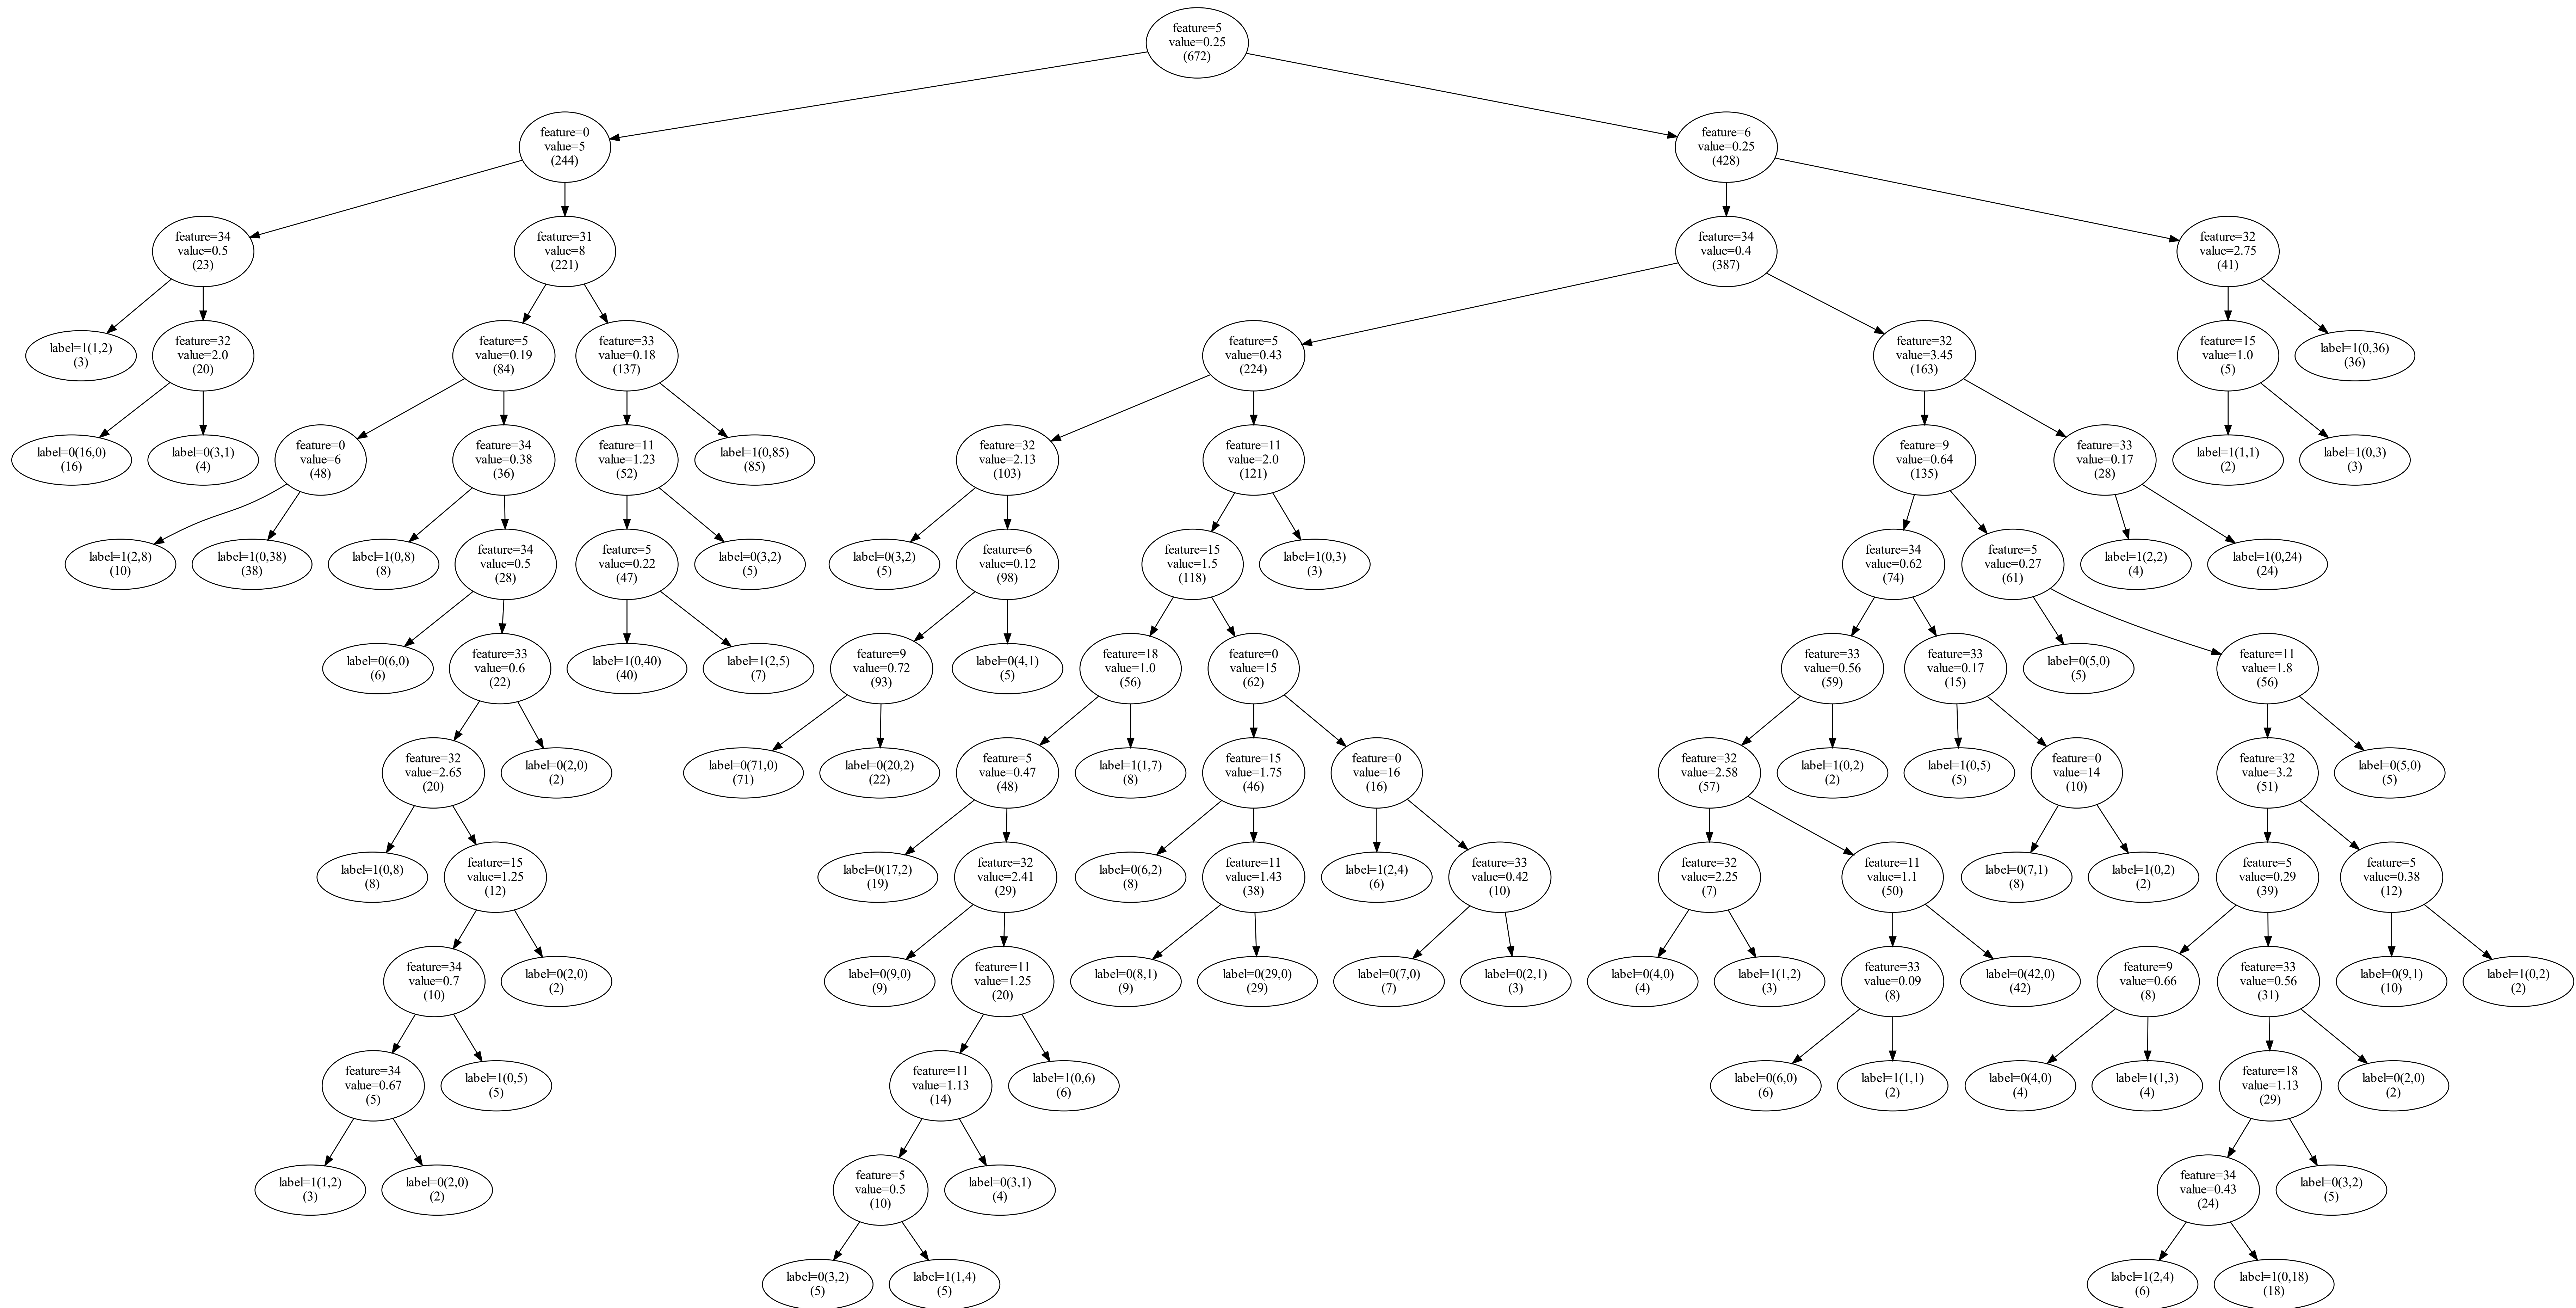 feature=5
value=0.25
(672)
feature=0
value=5
(244)
feature=6
value=0.25
(428)
feature=34
value=0.5
(23)
feature=31
value=8
(221)
feature=34
value=0.4
(387)
feature=32
value=2.75
(41)
label=1(1,2)
(3)
feature=32
value=2.0
(20)
feature=5
value=0.19
(84)
feature=33
value=0.18
(137)
feature=5
value=0.43
(224)
feature=32
value=3.45
(163)
feature=15
value=1.0
(5)
label=1(0,36)
(36)
label=0(16,0)
(16)
label=0(3,1)
(4)
feature=0
value=6
(48)
feature=34
value=0.38
(36)
feature=11
value=1.23
(52)
label=1(0,85)
(85)
feature=32
value=2.13
(103)
feature=11
value=2.0
(121)
feature=9
value=0.64
(135)
feature=33
value=0.17
(28)
label=1(1,1)
(2)
label=1(0,3)
(3)
label=1(2,8)
(10)
label=1(0,38)
(38)
label=1(0,8)
(8)
feature=34
value=0.5
(28)
feature=5
value=0.22
(47)
label=0(3,2)
(5)
label=0(3,2)
(5)
feature=6
value=0.12
(98)
feature=15
value=1.5
(118)
label=1(0,3)
(3)
feature=34
value=0.62
(74)
feature=5
value=0.27
(61)
label=1(2,2)
(4)
label=1(0,24)
(24)
label=0(6,0)
(6)
feature=33
value=0.6
(22)
label=1(0,40)
(40)
label=1(2,5)
(7)
feature=9
value=0.72
(93)
label=0(4,1)
(5)
feature=18
value=1.0
(56)
feature=0
value=15
(62)
feature=33
value=0.56
(59)
feature=33
value=0.17
(15)
label=0(5,0)
(5)
feature=11
value=1.8
(56)
feature=32
value=2.65
(20)
label=0(2,0)
(2)
label=0(71,0)
(71)
label=0(20,2)
(22)
feature=5
value=0.47
(48)
label=1(1,7)
(8)
feature=15
value=1.75
(46)
feature=0
value=16
(16)
feature=32
value=2.58
(57)
label=1(0,2)
(2)
label=1(0,5)
(5)
feature=0
value=14
(10)
feature=32
value=3.2
(51)
label=0(5,0)
(5)
label=1(0,8)
(8)
feature=15
value=1.25
(12)
label=0(17,2)
(19)
feature=32
value=2.41
(29)
label=0(6,2)
(8)
feature=11
value=1.43
(38)
label=1(2,4)
(6)
feature=33
value=0.42
(10)
feature=32
value=2.25
(7)
feature=11
value=1.1
(50)
label=0(7,1)
(8)
label=1(0,2)
(2)
feature=5
value=0.29
(39)
feature=5
value=0.38
(12)
feature=34
value=0.7
(10)
label=0(2,0)
(2)
label=0(9,0)
(9)
feature=11
value=1.25
(20)
label=0(8,1)
(9)
label=0(29,0)
(29)
label=0(7,0)
(7)
label=0(2,1)
(3)
label=0(4,0)
(4)
label=1(1,2)
(3)
feature=33
value=0.09
(8)
label=0(42,0)
(42)
feature=9
value=0.66
(8)
feature=33
value=0.56
(31)
label=0(9,1)
(10)
label=1(0,2)
(2)
feature=34
value=0.67
(5)
label=1(0,5)
(5)
feature=11
value=1.13
(14)
label=1(0,6)
(6)
label=0(6,0)
(6)
label=1(1,1)
(2)
label=0(4,0)
(4)
label=1(1,3)
(4)
feature=18
value=1.13
(29)
label=0(2,0)
(2)
label=1(1,2)
(3)
label=0(2,0)
(2)
feature=5
value=0.5
(10)
label=0(3,1)
(4)
feature=34
value=0.43
(24)
label=0(3,2)
(5)
label=0(3,2)
(5)
label=1(1,4)
(5)
label=1(2,4)
(6)
label=1(0,18)
(18)